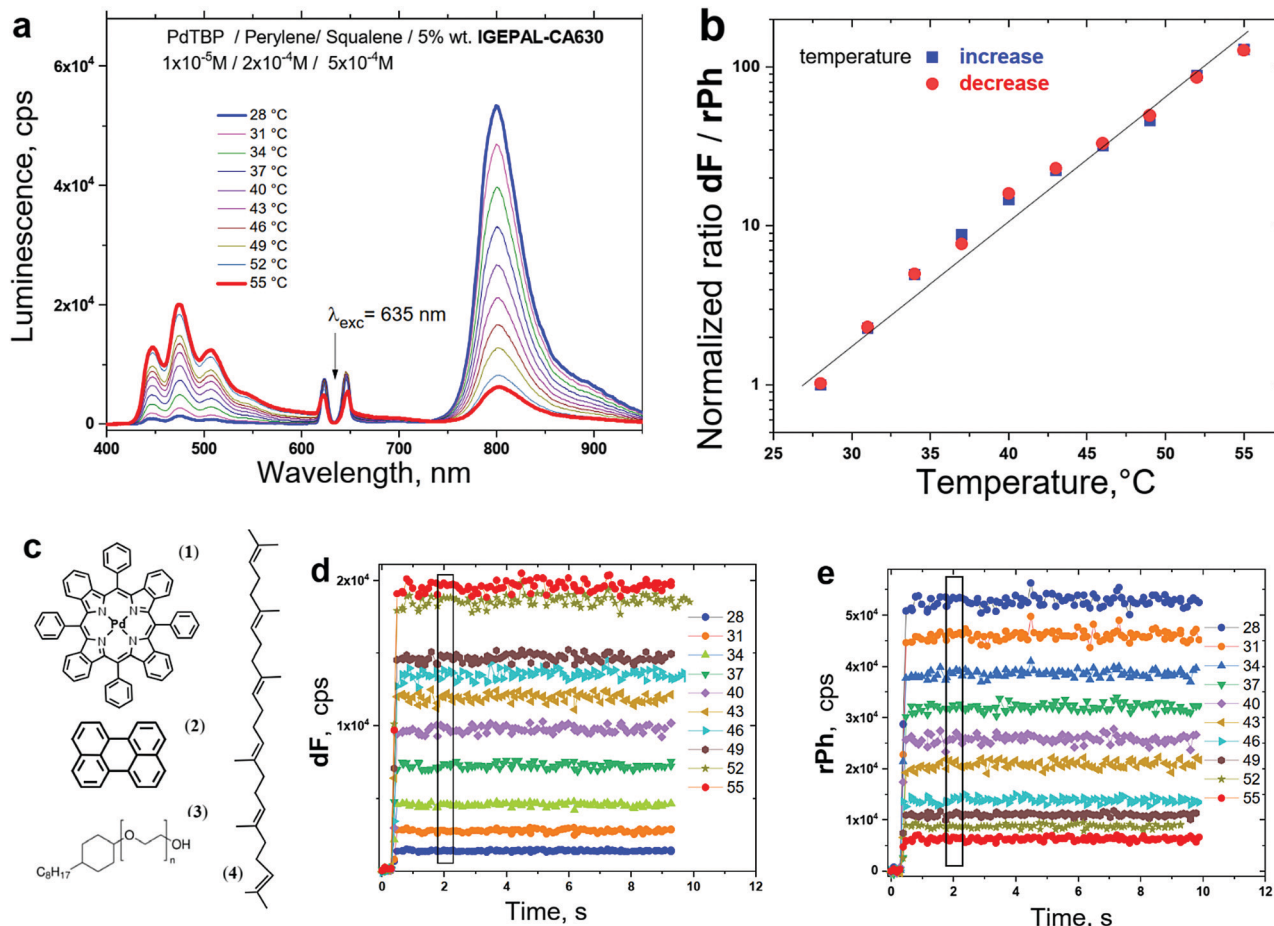 a
PdTBP / Perylene/ Squalene / 5% wt. IGEPAL-CA630
1x10⁻⁵M / 2x10⁻⁴M / 5x10⁻⁴M
28 °C
31 °C
34 °C
37 °C
40 °C
43 °C
46 °C
49 °C
52 °C
55 °C
λexc= 635 nm
Luminescence, cps
6x10⁴
4x10⁴
2x10⁴
0
400 500 600 700 800 900
Wavelength, nm
b
temperature
increase
decrease
Normalized ratio dF / rPh
100
10
1
25 30 35 40 45 50 55
Temperature,°C
c
(1)
N
N
N
N
Pd
(2)
(3)
C₈H₁₇
O
OH
n
(4)
d
dF, cps
2x10⁴
1x10⁴
28
31
34
37
40
43
46
49
52
55
0 2 4 6 8 10 12
Time, s
e
rPh, cps
5x10⁴
4x10⁴
3x10⁴
2x10⁴
1x10⁴
0
28
31
34
37
40
43
46
49
52
55
0 2 4 6 8 10 12
Time, s